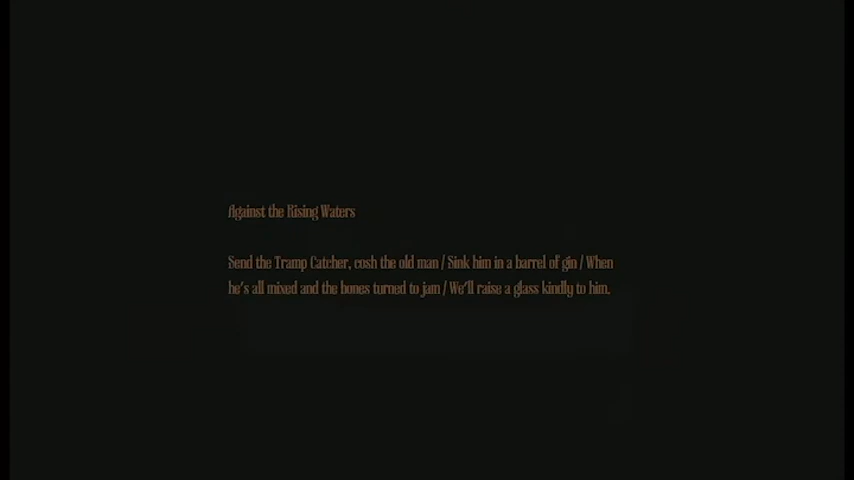 Against the Rising Waters
Send the Tramp Catcher, cosh the old man / Sink him in a barrel of gin / When
he's all mixed and the bones turned to jam / We'll raise a glass kindly to him.